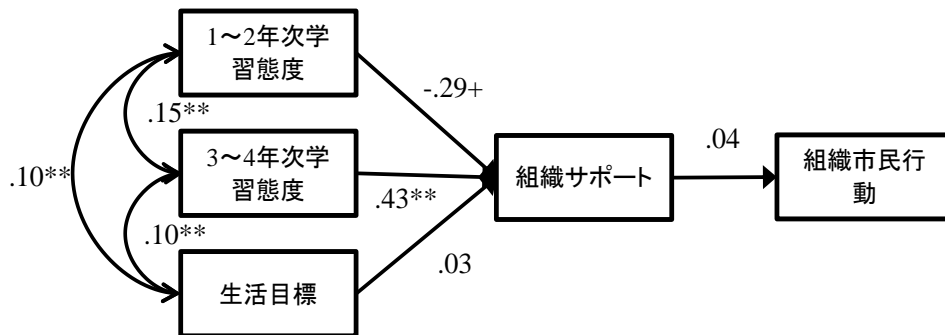 1～2年次学
習態度
-.29+
.15**
.10**
3～4年次学
習態度
.43**
組織サポート
.04
組織市民行
動
.10**
生活目標
.03